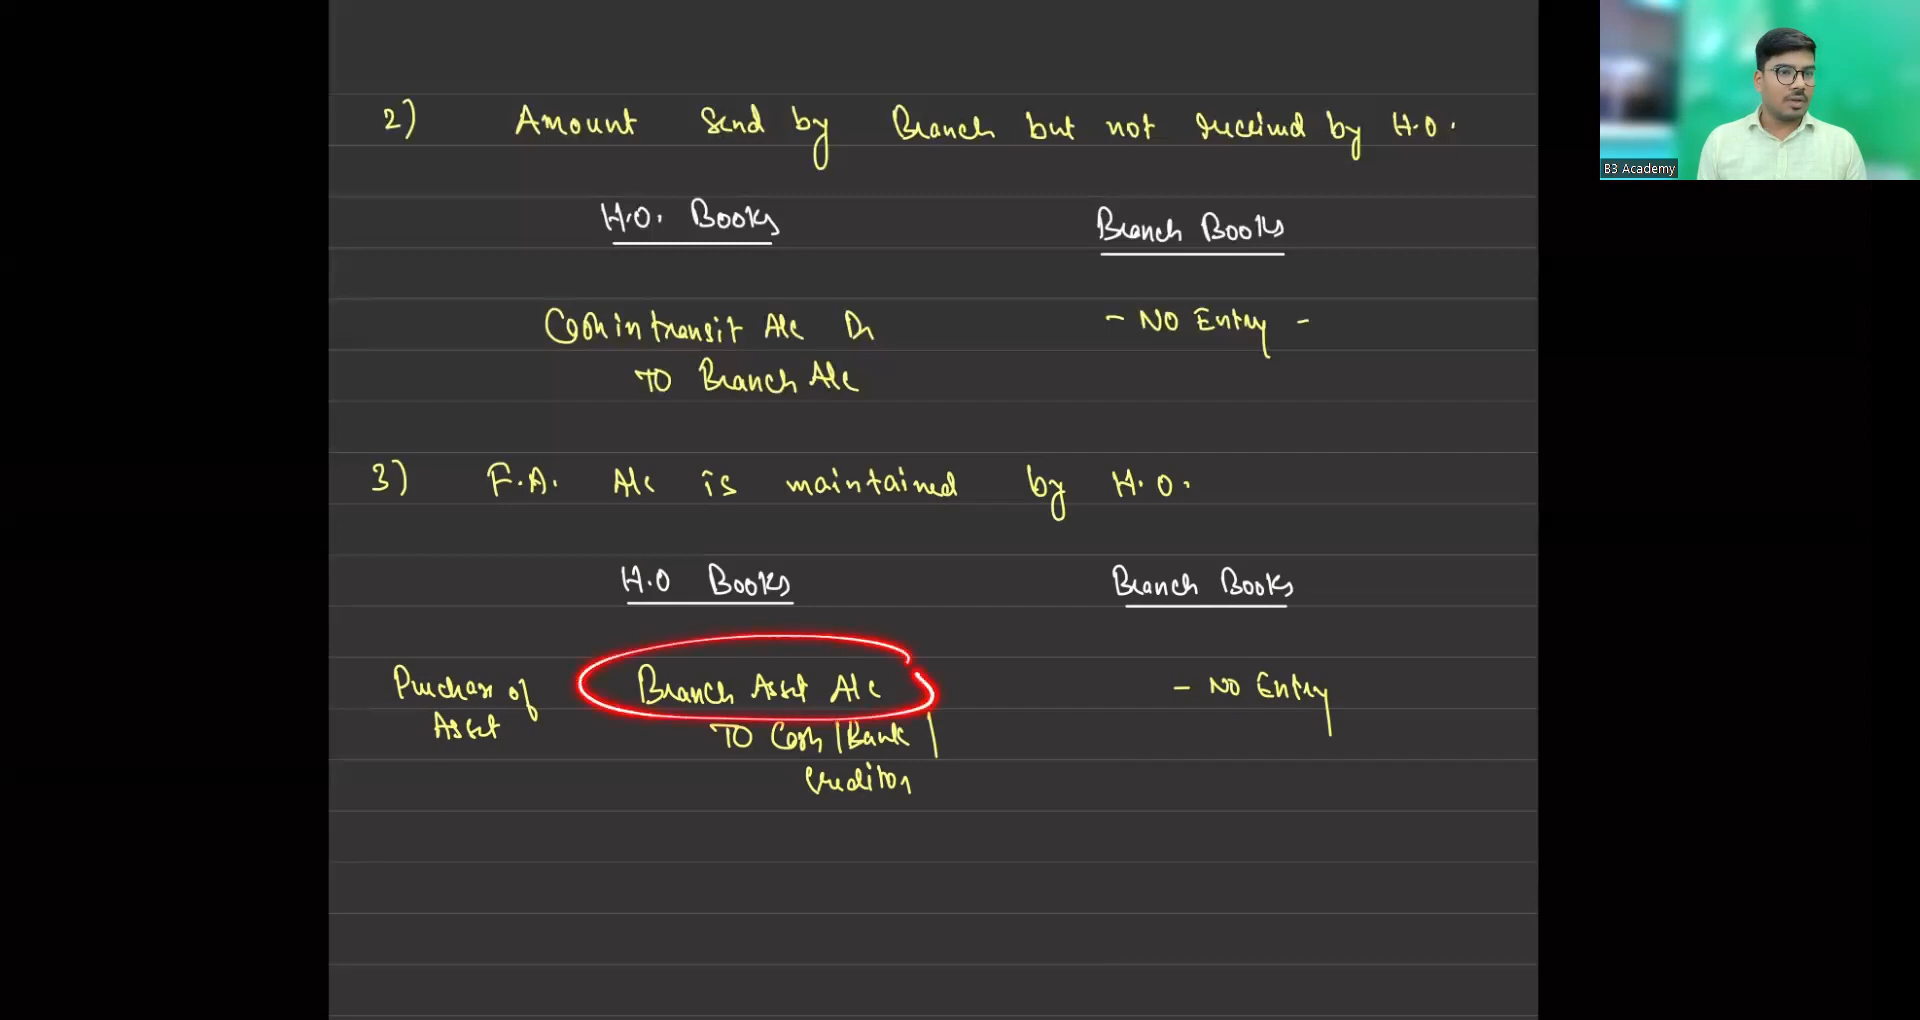 2) Amount Send by Branch but not received by H.O.
H.O. Books Branch Books
Cash in transit A/c Dr - NO Entry -
TO Branch A/c
3) F.A. A/c is maintained by H.O.
H.O Books Branch Books
Purchase of Asset
Branch Asset A/c - NO Entry
TO Cash | Bank |
Creditor
B3 Academy